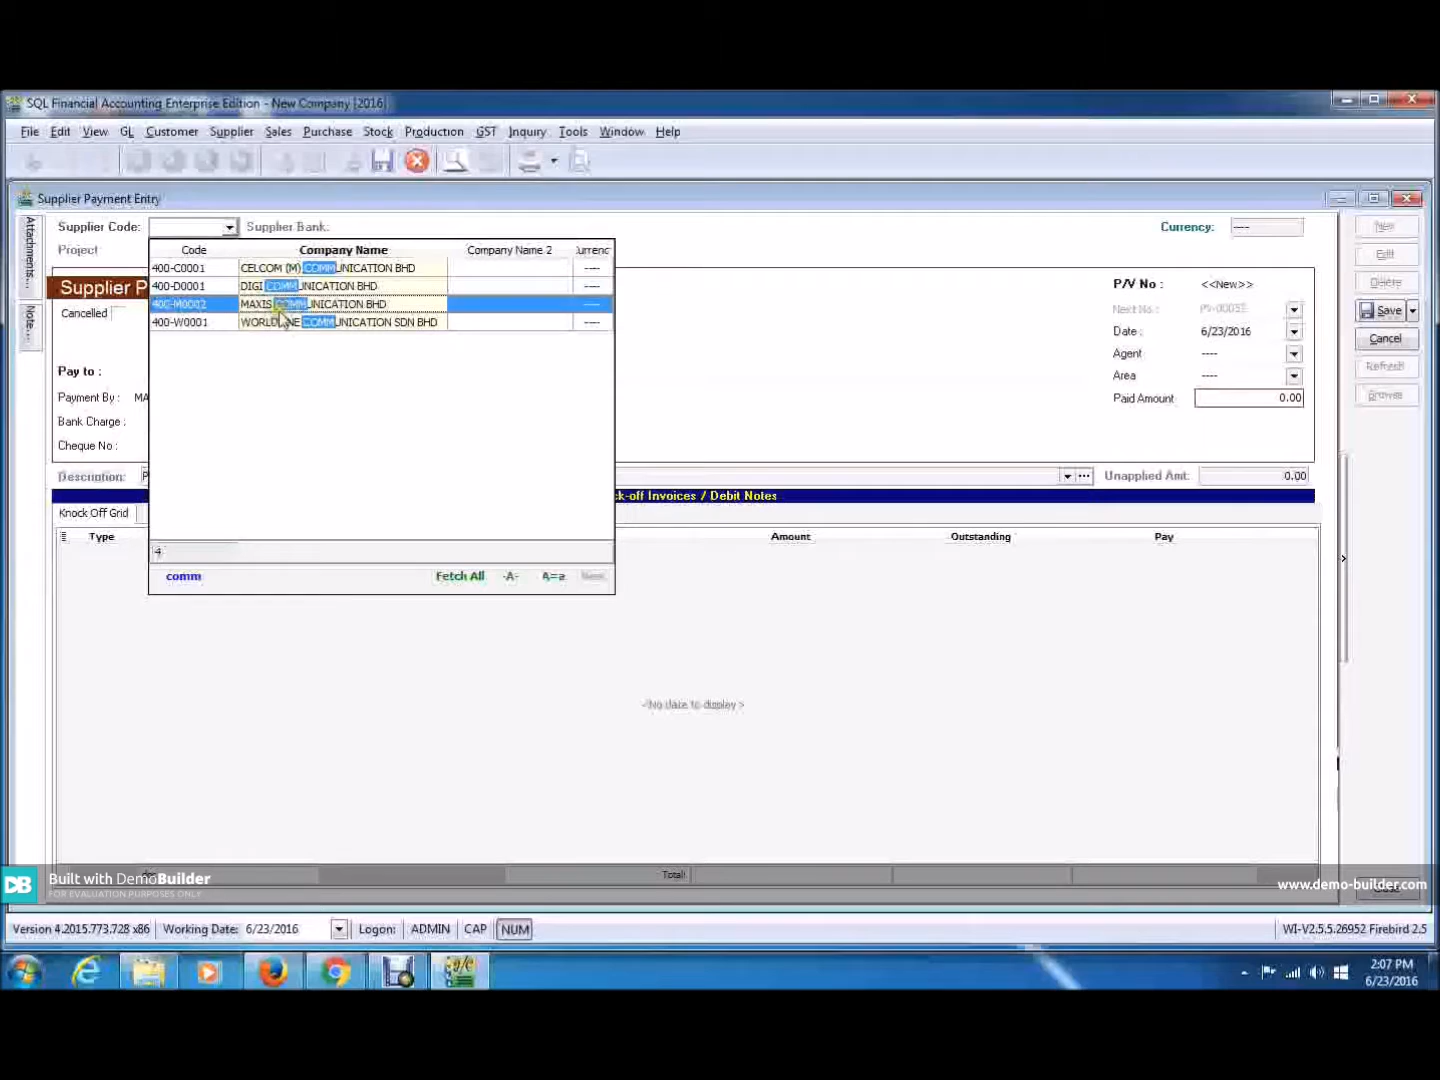 SQL Financial Accounting Enterprise Edition - New Company [2016]
File Edit View GL Customer Supplier Sales Purchase Stock Production GST Inquiry Tools Window Help
Supplier Payment Entry
Attachments...
Note...
Supplier Code: Supplier Bank: Currency: ----
Project
Code Company Name Company Name 2 Currenc
400-C0001 CELCOM (M) COMMUNICATION BHD ----
400-D0001 DIGI COMMUNICATION BHD ----
400-M0002 MAXIS COMMUNICATION BHD
400-W0001 COMMUNICATION SDN BHD ----
4
comm Fetch All -A- A=a Next
Supplier P
Cancelled
Pay to :
Payment By : MA
Bank Charge :
Cheque No :
P/V No : <<New>>
Next No :
Date : 6/23/2016
Agent ----
Area ----
Paid Amount 0.00
New
Edit
Delete
Save
Cancel
Refresh
Browse
Description: P Unapplied Amt: 0.00
ck-off Invoices / Debit Notes
Knock Off Grid
Type Amount Outstanding Pay
<No data to display >
Total:
DB Built with DemoBuilder
FOR EVALUATION PURPOSES ONLY
www.demo-builder.com
Version 4.2015.773.728 x86 Working Date: 6/23/2016 Logon: ADMIN CAP NUM WI-V2.5.5.26952 Firebird 2.5
2:07 PM
6/23/2016